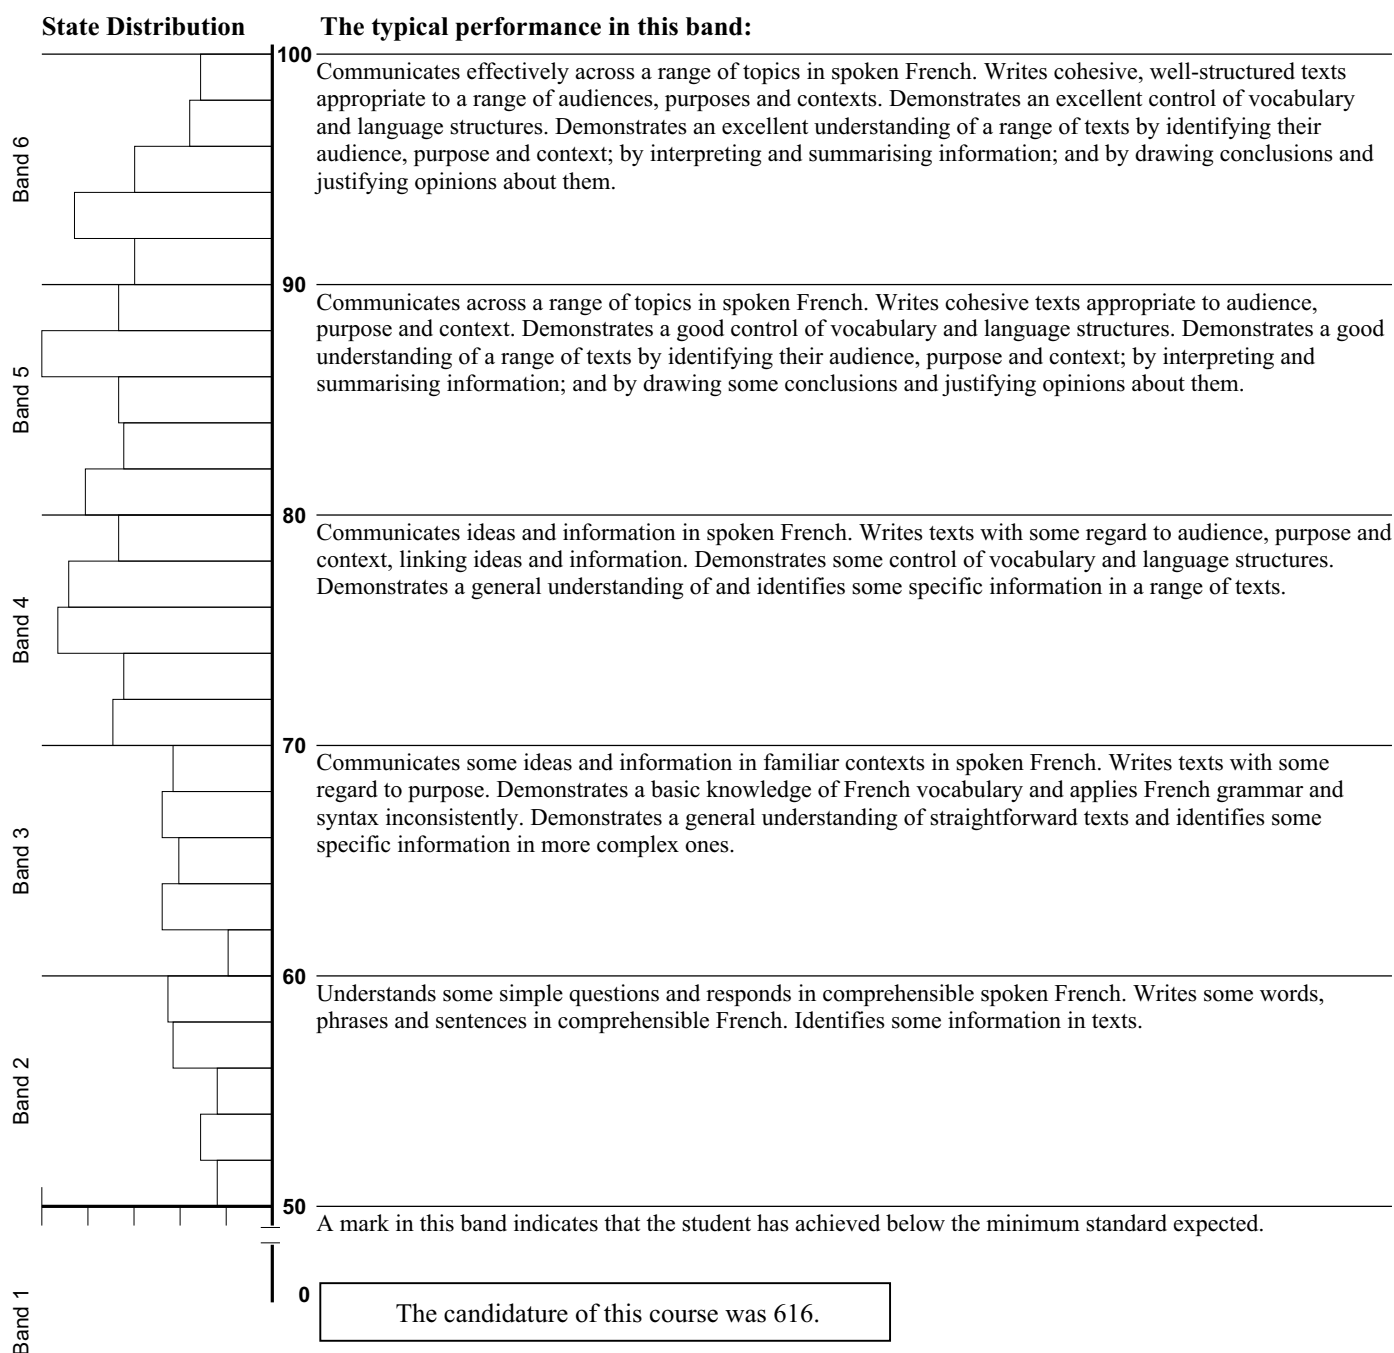 State Distribution
The typical performance in this band:
100
Band 6
Communicates effectively across a range of topics in spoken French. Writes cohesive, well-structured texts
appropriate to a range of audiences, purposes and contexts. Demonstrates an excellent control of vocabulary
and language structures. Demonstrates an excellent understanding of a range of texts by identifying their
audience, purpose and context; by interpreting and summarising information; and by drawing conclusions and
justifying opinions about them.
90
Band 5
Communicates across a range of topics in spoken French. Writes cohesive texts appropriate to audience,
purpose and context. Demonstrates a good control of vocabulary and language structures. Demonstrates a good
understanding of a range of texts by identifying their audience, purpose and context; by interpreting and
summarising information; and by drawing some conclusions and justifying opinions about them.
80
Band 4
Communicates ideas and information in spoken French. Writes texts with some regard to audience, purpose and
context, linking ideas and information. Demonstrates some control of vocabulary and language structures.
Demonstrates a general understanding of and identifies some specific information in a range of texts.
70
Band 3
Communicates some ideas and information in familiar contexts in spoken French. Writes texts with some
regard to purpose. Demonstrates a basic knowledge of French vocabulary and applies French grammar and
syntax inconsistently. Demonstrates a general understanding of straightforward texts and identifies some
specific information in more complex ones.
60
Band 2
Understands some simple questions and responds in comprehensible spoken French. Writes some words,
phrases and sentences in comprehensible French. Identifies some information in texts.
50
A mark in this band indicates that the student has achieved below the minimum standard expected.
Band 1
0
The candidature of this course was 616.